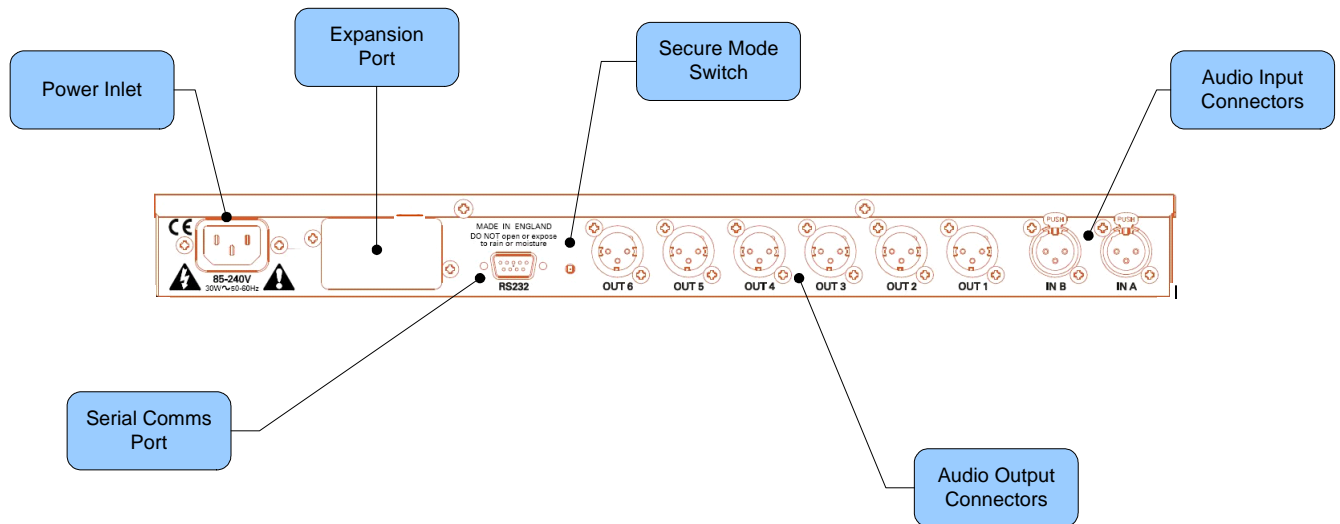 Expansion
Port
Secure Mode
Switch
Power Inlet
Audio Input
Connectors
CE
MADE IN ENGLAND
DO NOT open or expose
to rain or moisture
PUSH
PUSH
85-240V
30W~50-60Hz
RS232
OUT 6
OUT 5
OUT 4
OUT 3
OUT 2
OUT 1
IN B
IN A
Serial Comms
Port
Audio Output
Connectors